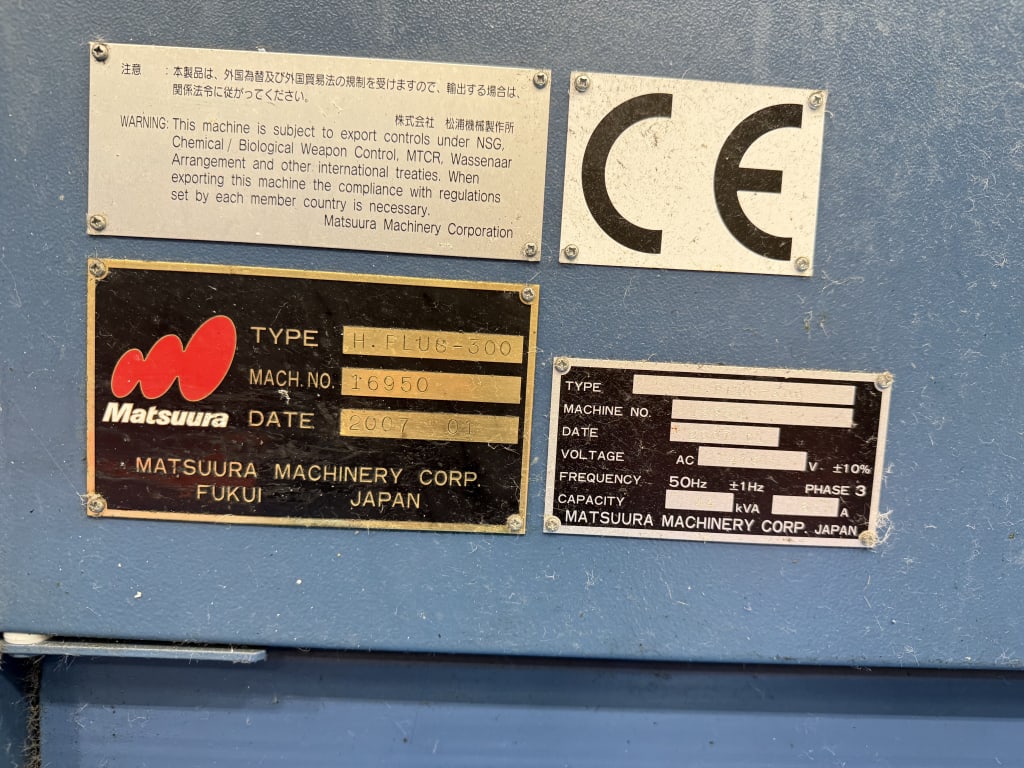 注意 : 本製品は、外国為替及び外国貿易法の規制を受けますので、輸出する場合は、
関係法令に従がってください。
株式会社 松浦機械製作所
WARNING: This machine is subject to export controls under NSG,
Chemical / Biological Weapon Control, MTCR, Wassenaar
Arrangement and other international treaties. When
exporting this machine the compliance with regulations
set by each member country is necessary.
Matsuura Machinery Corporation
CE
Matsuura
TYPE H.PLUS-300
MACH.NO. 16950
DATE 2007 01
MATSUURA MACHINERY CORP.
FUKUI JAPAN
TYPE
MACHINE NO.
DATE
VOLTAGE AC V ±10%
FREQUENCY 50Hz ±1Hz PHASE 3
CAPACITY kVA A
MATSUURA MACHINERY CORP. JAPAN